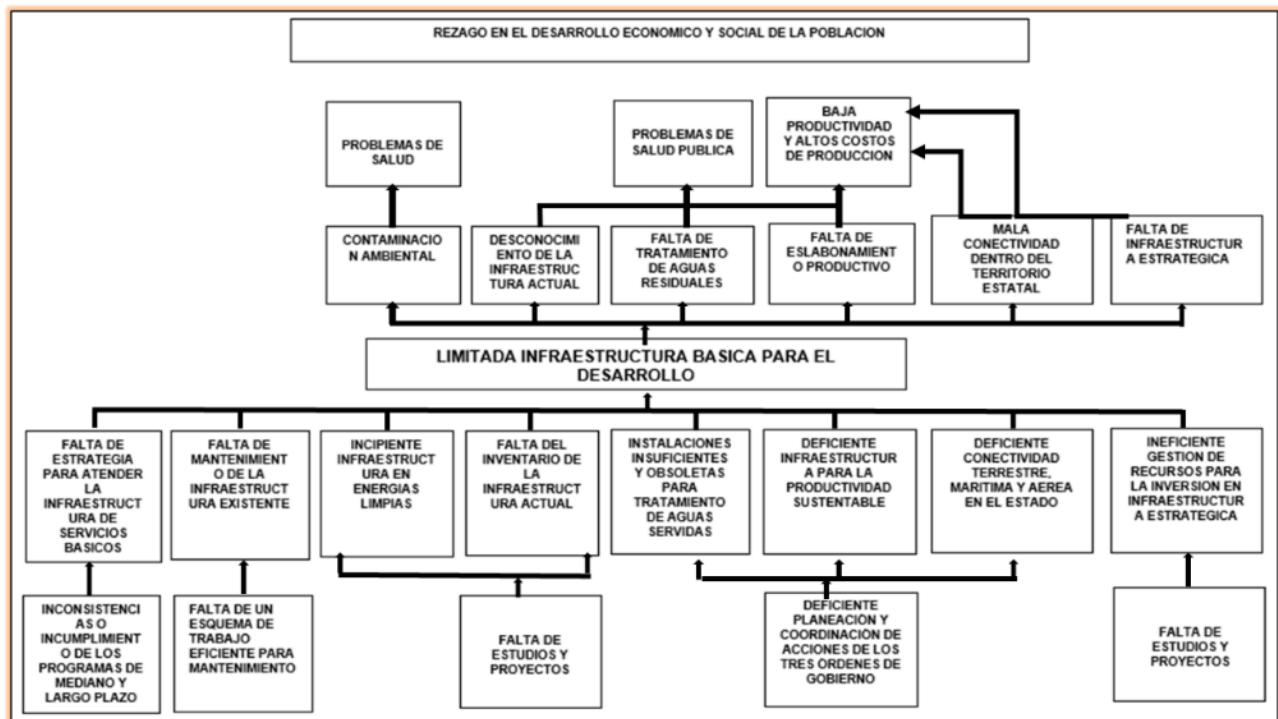 REZAGO EN EL DESARROLLO ECONOMICO Y SOCIAL DE LA POBLACION
PROBLEMAS DE
SALUD
PROBLEMAS DE
SALUD PUBLICA
BAJA
PRODUCTIVIDAD
Y ALTOS COSTOS
DE PRODUCCION
CONTAMINACIO
N AMBIENTAL
DESCONOCIMI
ENTO DE LA
INFRAESTRUC
TURA ACTUAL
FALTA DE
TRATAMIENTO
DE AGUAS
RESIDUALES
FALTA DE
ESLABONAMIENT
O PRODUCTIVO
MALA
CONECTIVIDAD
DENTRO DEL
TERRITORIO
ESTATAL
FALTA DE
INFRAESTRUCTUR
A ESTRATEGICA
LIMITADA INFRAESTRUCTURA BASICA PARA EL
DESARROLLO
FALTA DE
ESTRATEGIA
PARA ATENDER
LA
INFRAESTRUCT
URA DE
SERVICIOS
BASICOS
FALTA DE
MANTENIMIENT
O DE LA
INFRAESTRUCT
URA EXISTENTE
INCIPIENTE
INFRAESTRUCT
URA EN
ENERGIAS
LIMPIAS
FALTA DEL
INVENTARIO DE
LA
INFRAESTRUCT
URA ACTUAL
INSTALACIONES
INSUFICIENTES
Y OBSOLETAS
PARA
TRATAMIENTO
DE AGUAS
SERVIDAS
DEFICIENTE
INFRAESTRUCTUR
A PARA LA
PRODUCTIVIDAD
SUSTENTABLE
DEFICIENTE
CONECTIVIDAD
TERRESTRE,
MARITIMA Y AEREA
EN EL ESTADO
INEFICIENTE
GESTION DE
RECURSOS PARA
LA INVERSION EN
INFRAESTRUCTUR
A ESTRATEGICA
INCONSISTENCI
AS O
INCUMPLIMIENT
O DE LOS
PROGRAMAS DE
MEDIANO Y
LARGO PLAZO
FALTA DE UN
ESQUEMA DE
TRABAJO
EFICIENTE PARA
MANTENIMIENTO
FALTA DE
ESTUDIOS Y
PROYECTOS
DEFICIENTE
PLANEACIÓN Y
COORDINACIÓN DE
ACCIONES DE LOS
TRES ÓRDENES DE
GOBIERNO
FALTA DE
ESTUDIOS Y
PROYECTOS